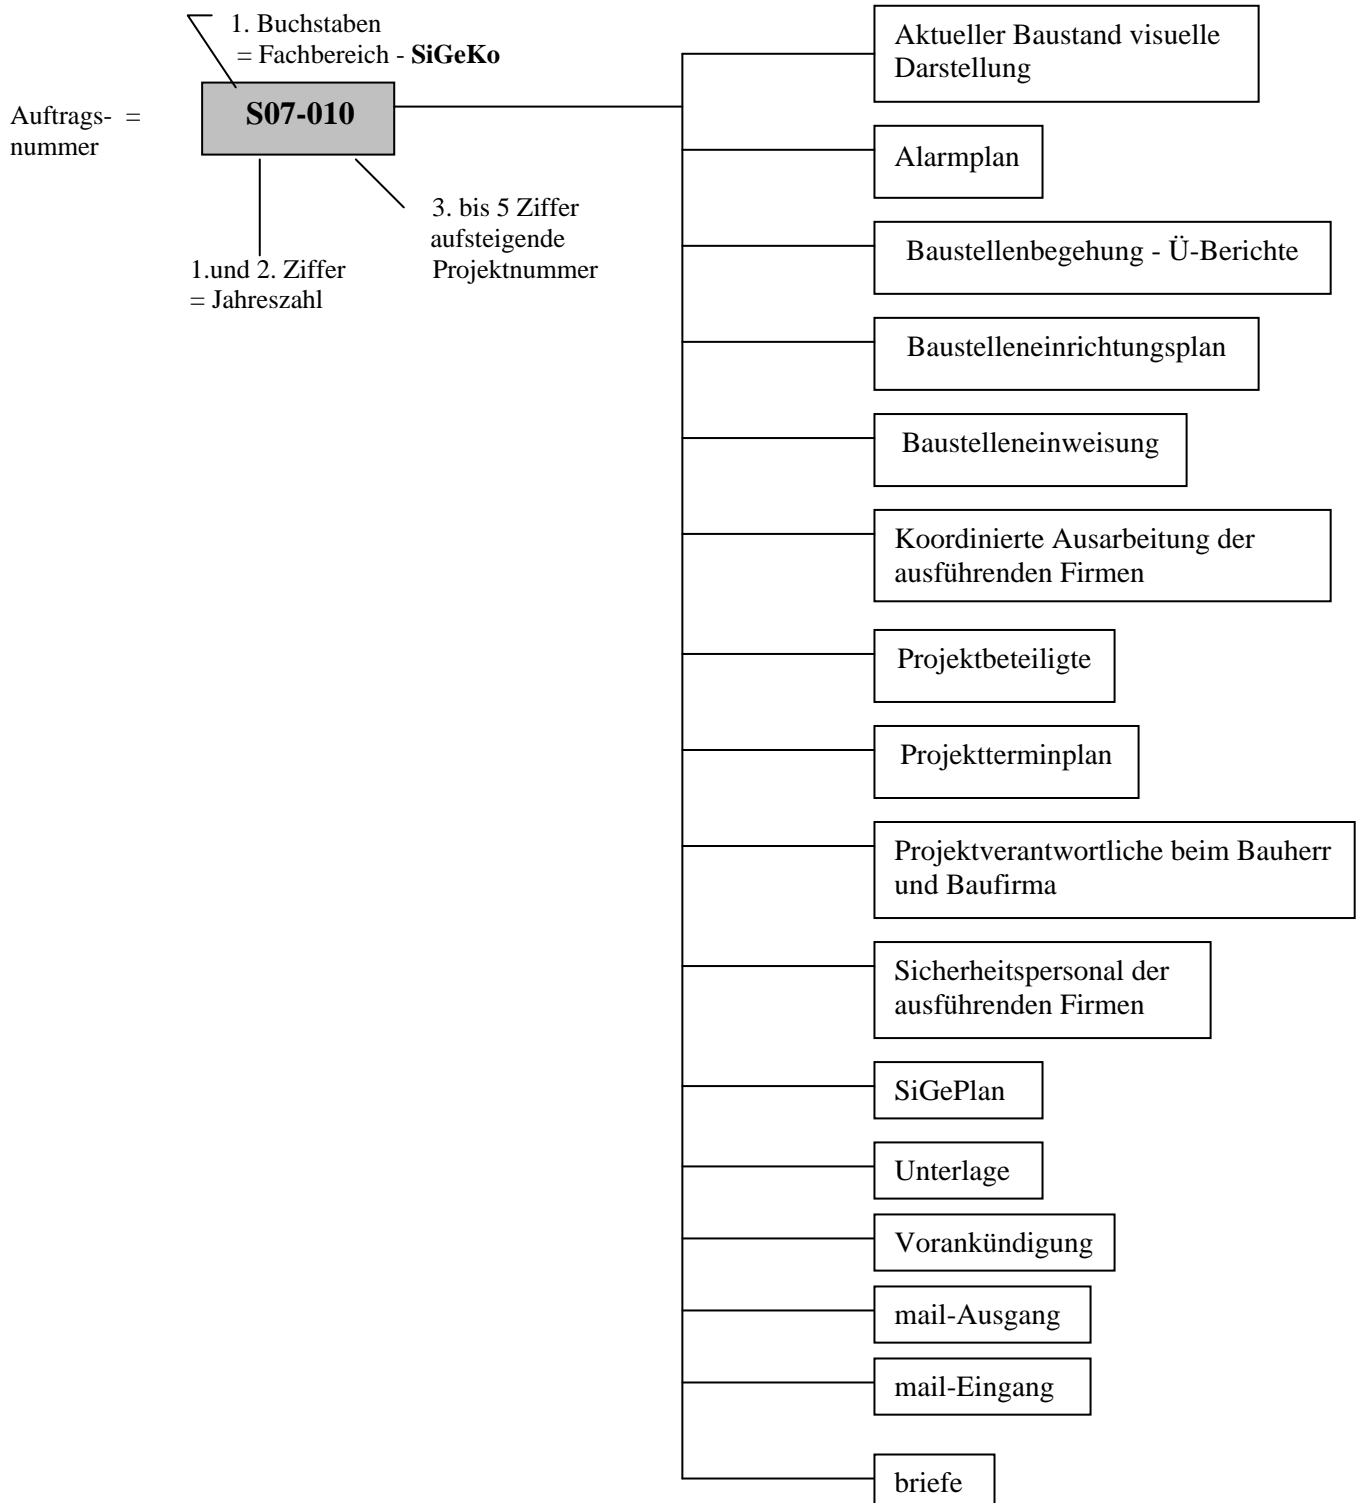 1. Buchstaben
= Fachbereich - SiGeKo
Auftrags- =
nummer
S07-010
3. bis 5 Ziffer
aufsteigende
Projektnummer
1.und 2. Ziffer
= Jahreszahl
Aktueller Baustand visuelle
Darstellung
Alarmplan
Baustellenbegehung - Ü-Berichte
Baustelleneinrichtungsplan
Baustelleneinweisung
Koordinierte Ausarbeitung der
ausführenden Firmen
Projektbeteiligte
Projektterminplan
Projektverantwortliche beim Bauherr
und Baufirma
Sicherheitspersonal der
ausführenden Firmen
SiGePlan
Unterlage
Vorankündigung
mail-Ausgang
mail-Eingang
briefe